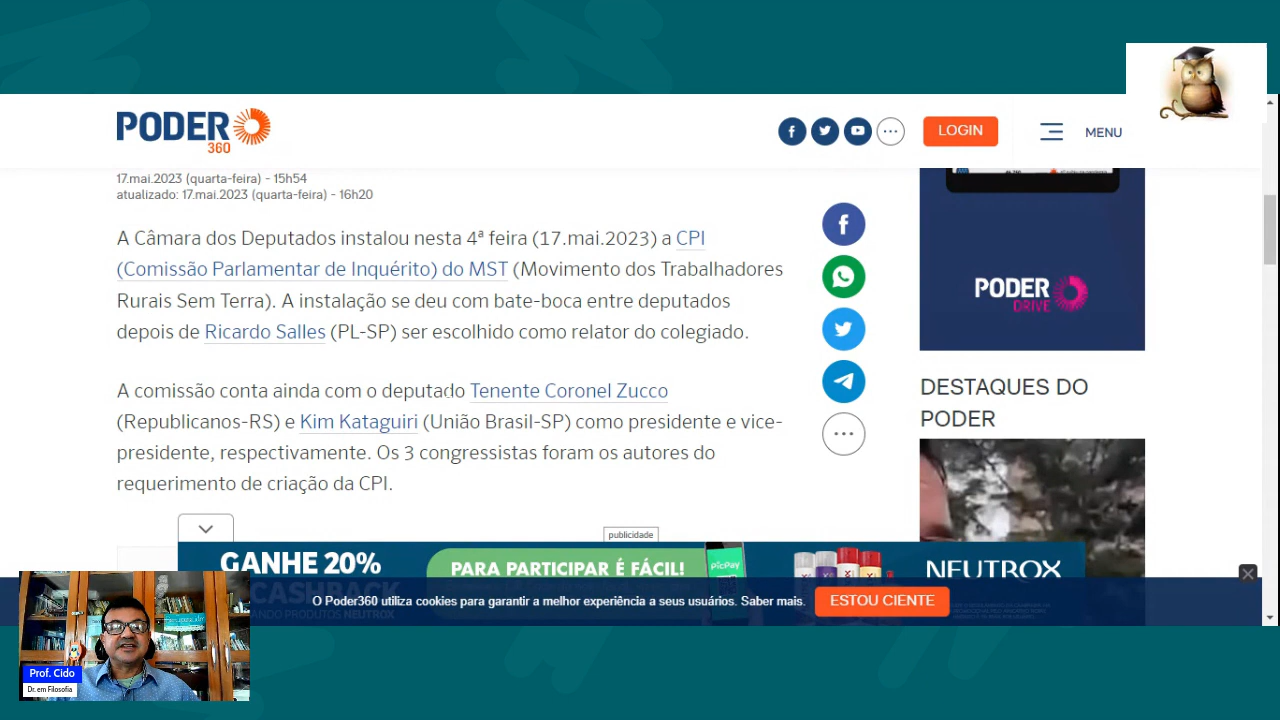 PODER
360
LOGIN
MENU
17.mai.2023 (quarta-feira) - 15h54
atualizado: 17.mai.2023 (quarta-feira) - 16h20
A Câmara dos Deputados instalou nesta 4ª feira (17.mai.2023) a CPI
(Comissão Parlamentar de Inquérito) do MST (Movimento dos Trabalhadores
Rurais Sem Terra). A instalação se deu com bate-boca entre deputados
depois de Ricardo Salles (PL-SP) ser escolhido como relator do colegiado.
A comissão conta ainda com o deputado Tenente Coronel Zucco
(Republicanos-RS) e Kim Kataguiri (União Brasil-SP) como presidente e vice-
presidente, respectivamente. Os 3 congressistas foram os autores do
requerimento de criação da CPI.
PODER
DRIVE
DESTAQUES DO
PODER
publicidade
GANHE 20%
CASHBACK
PARA PARTICIPAR É FÁCIL!
PicPay
NEUTROX
O Poder360 utiliza cookies para garantir a melhor experiência a seus usuários. Saber mais.
ESTOU CIENTE
Prof. Cido
Dr. em Filosofia